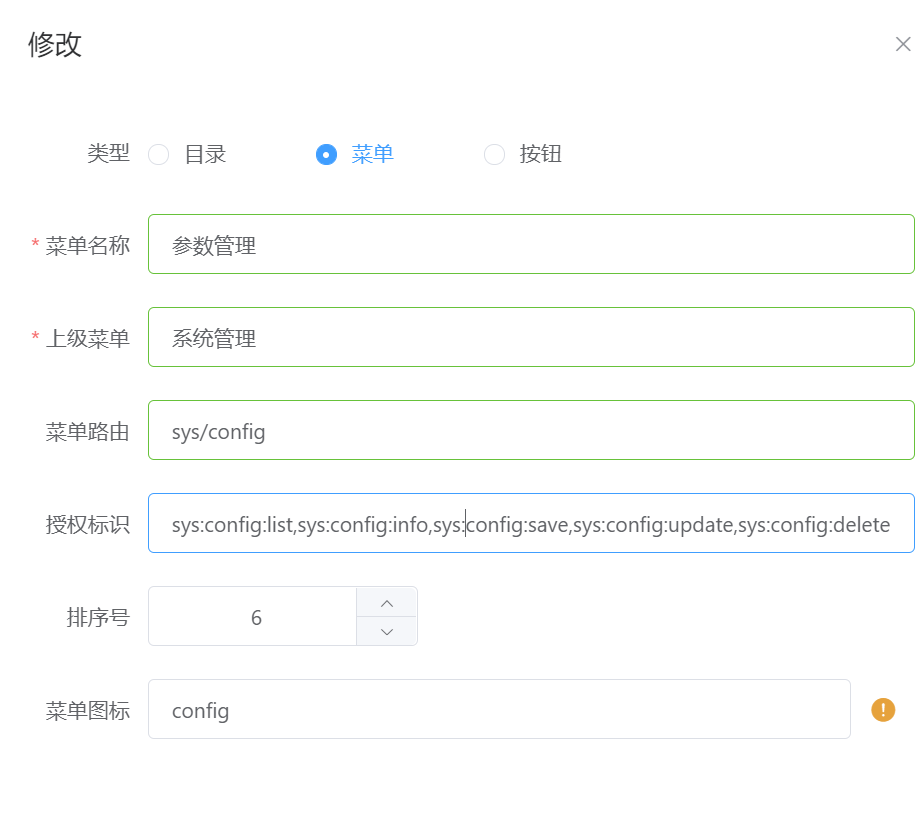 修改
类型 目录 菜单 按钮
* 菜单名称 参数管理
* 上级菜单 系统管理
菜单路由 sys/config
授权标识 sys:config:list,sys:config:info,sys:config:save,sys:config:update,sys:config:delete
排序号 6
菜单图标 config